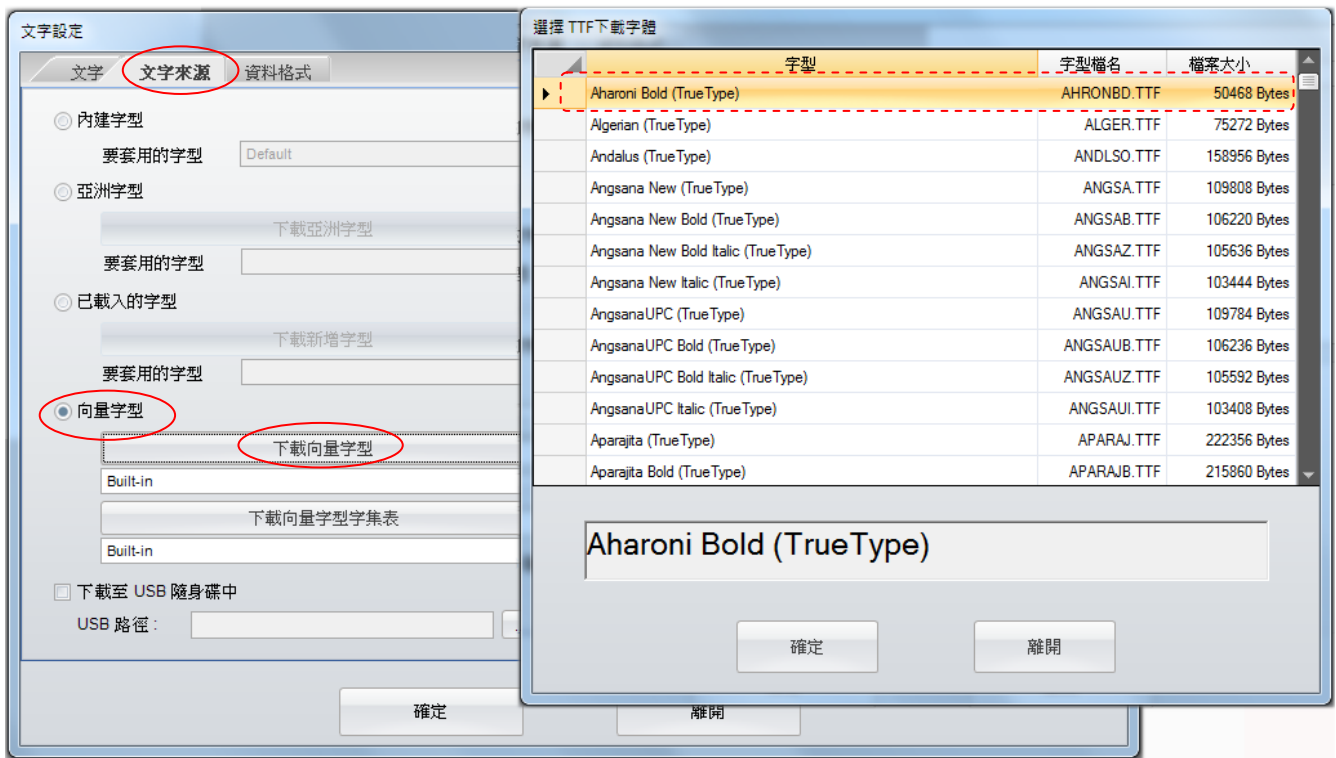 文字設定
文字 文字來源 資料格式
內建字型
要套用的字型 Default
亞洲字型
下載亞洲字型
要套用的字型
已載入的字型
下載新增字型
要套用的字型
向量字型
下載向量字型
Built-in
下載向量字型字集表
Built-in
下載至 USB 隨身碟中
USB 路徑 :
確定 離開
選擇 TTF下載字體
字型 字型檔名 檔案大小
Aharoni Bold (TrueType) AHRONBD.TTF 50468 Bytes
Algerian (TrueType) ALGER.TTF 75272 Bytes
Andalus (TrueType) ANDLSO.TTF 158956 Bytes
Angsana New (TrueType) ANGSA.TTF 109808 Bytes
Angsana New Bold (TrueType) ANGSAB.TTF 106220 Bytes
Angsana New Bold Italic (TrueType) ANGSAZ.TTF 105636 Bytes
Angsana New Italic (TrueType) ANGSAI.TTF 103444 Bytes
AngsanaUPC (TrueType) ANGSAU.TTF 109784 Bytes
AngsanaUPC Bold (TrueType) ANGSAUB.TTF 106236 Bytes
AngsanaUPC Bold Italic (TrueType) ANGSAUZ.TTF 105592 Bytes
AngsanaUPC Italic (TrueType) ANGSAUI.TTF 103408 Bytes
Aparajita (TrueType) APARAJ.TTF 222356 Bytes
Aparajita Bold (TrueType) APARAJB.TTF 215860 Bytes
Aharoni Bold (TrueType)
確定 離開